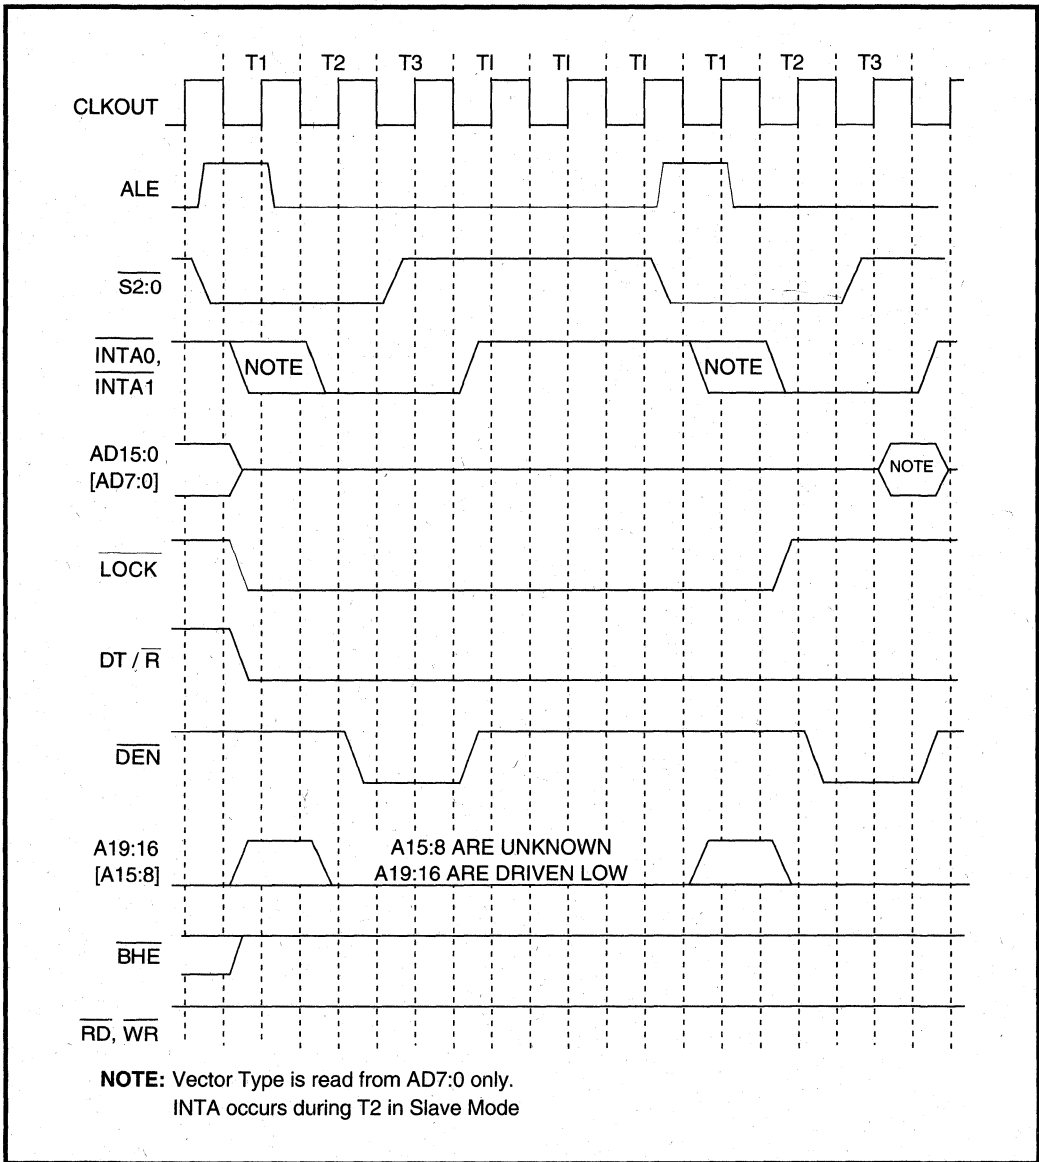 T1 T2 T3 TI TI TI T1 T2 T3
CLKOUT
ALE
S2:0
INTA0,
INTA1
NOTE
NOTE
AD15:0
[AD7:0]
NOTE
LOCK
DT / R
DEN
A19:16
[A15:8]
A15:8 ARE UNKNOWN
A19:16 ARE DRIVEN LOW
BHE
RD, WR
NOTE: Vector Type is read from AD7:0 only.
INTA occurs during T2 in Slave Mode